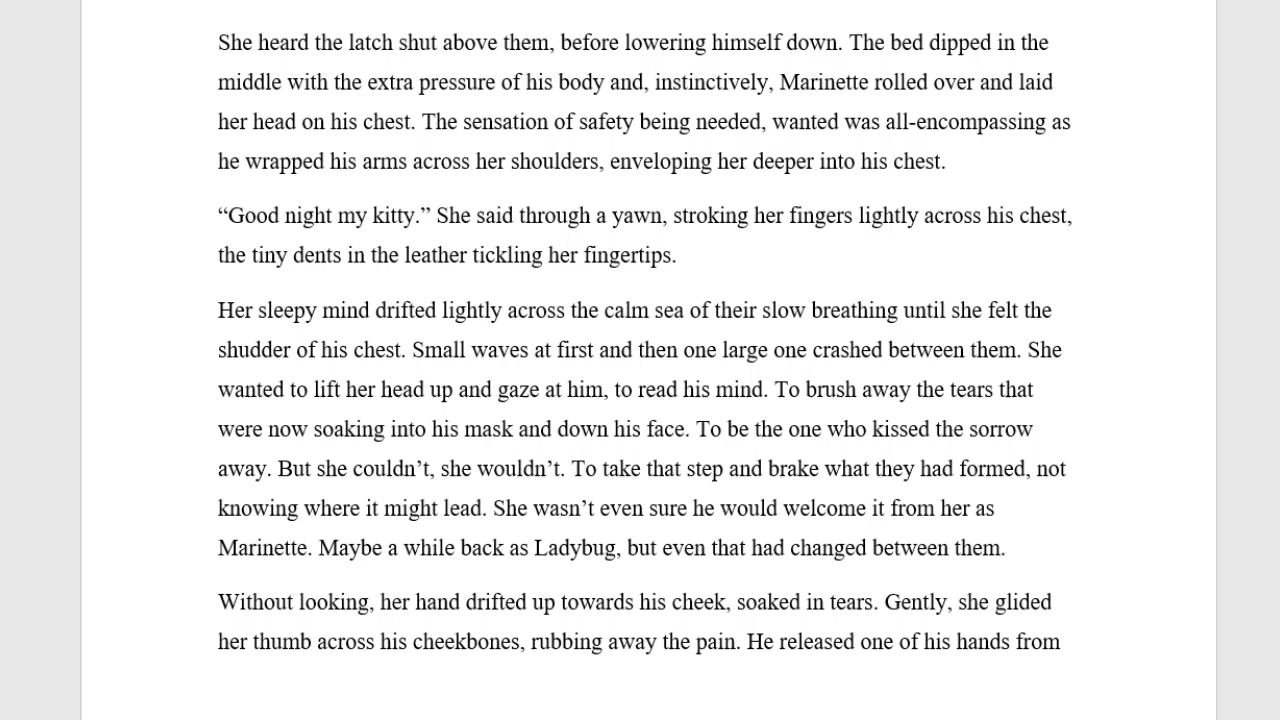 She heard the latch shut above them, before lowering himself down. The bed dipped in the
middle with the extra pressure of his body and, instinctively, Marinette rolled over and laid
her head on his chest. The sensation of safety being needed, wanted was all-encompassing as
he wrapped his arms across her shoulders, enveloping her deeper into his chest.
“Good night my kitty.” She said through a yawn, stroking her fingers lightly across his chest,
the tiny dents in the leather tickling her fingertips.
Her sleepy mind drifted lightly across the calm sea of their slow breathing until she felt the
shudder of his chest. Small waves at first and then one large one crashed between them. She
wanted to lift her head up and gaze at him, to read his mind. To brush away the tears that
were now soaking into his mask and down his face. To be the one who kissed the sorrow
away. But she couldn’t, she wouldn’t. To take that step and brake what they had formed, not
knowing where it might lead. She wasn’t even sure he would welcome it from her as
Marinette. Maybe a while back as Ladybug, but even that had changed between them.
Without looking, her hand drifted up towards his cheek, soaked in tears. Gently, she glided
her thumb across his cheekbones, rubbing away the pain. He released one of his hands from